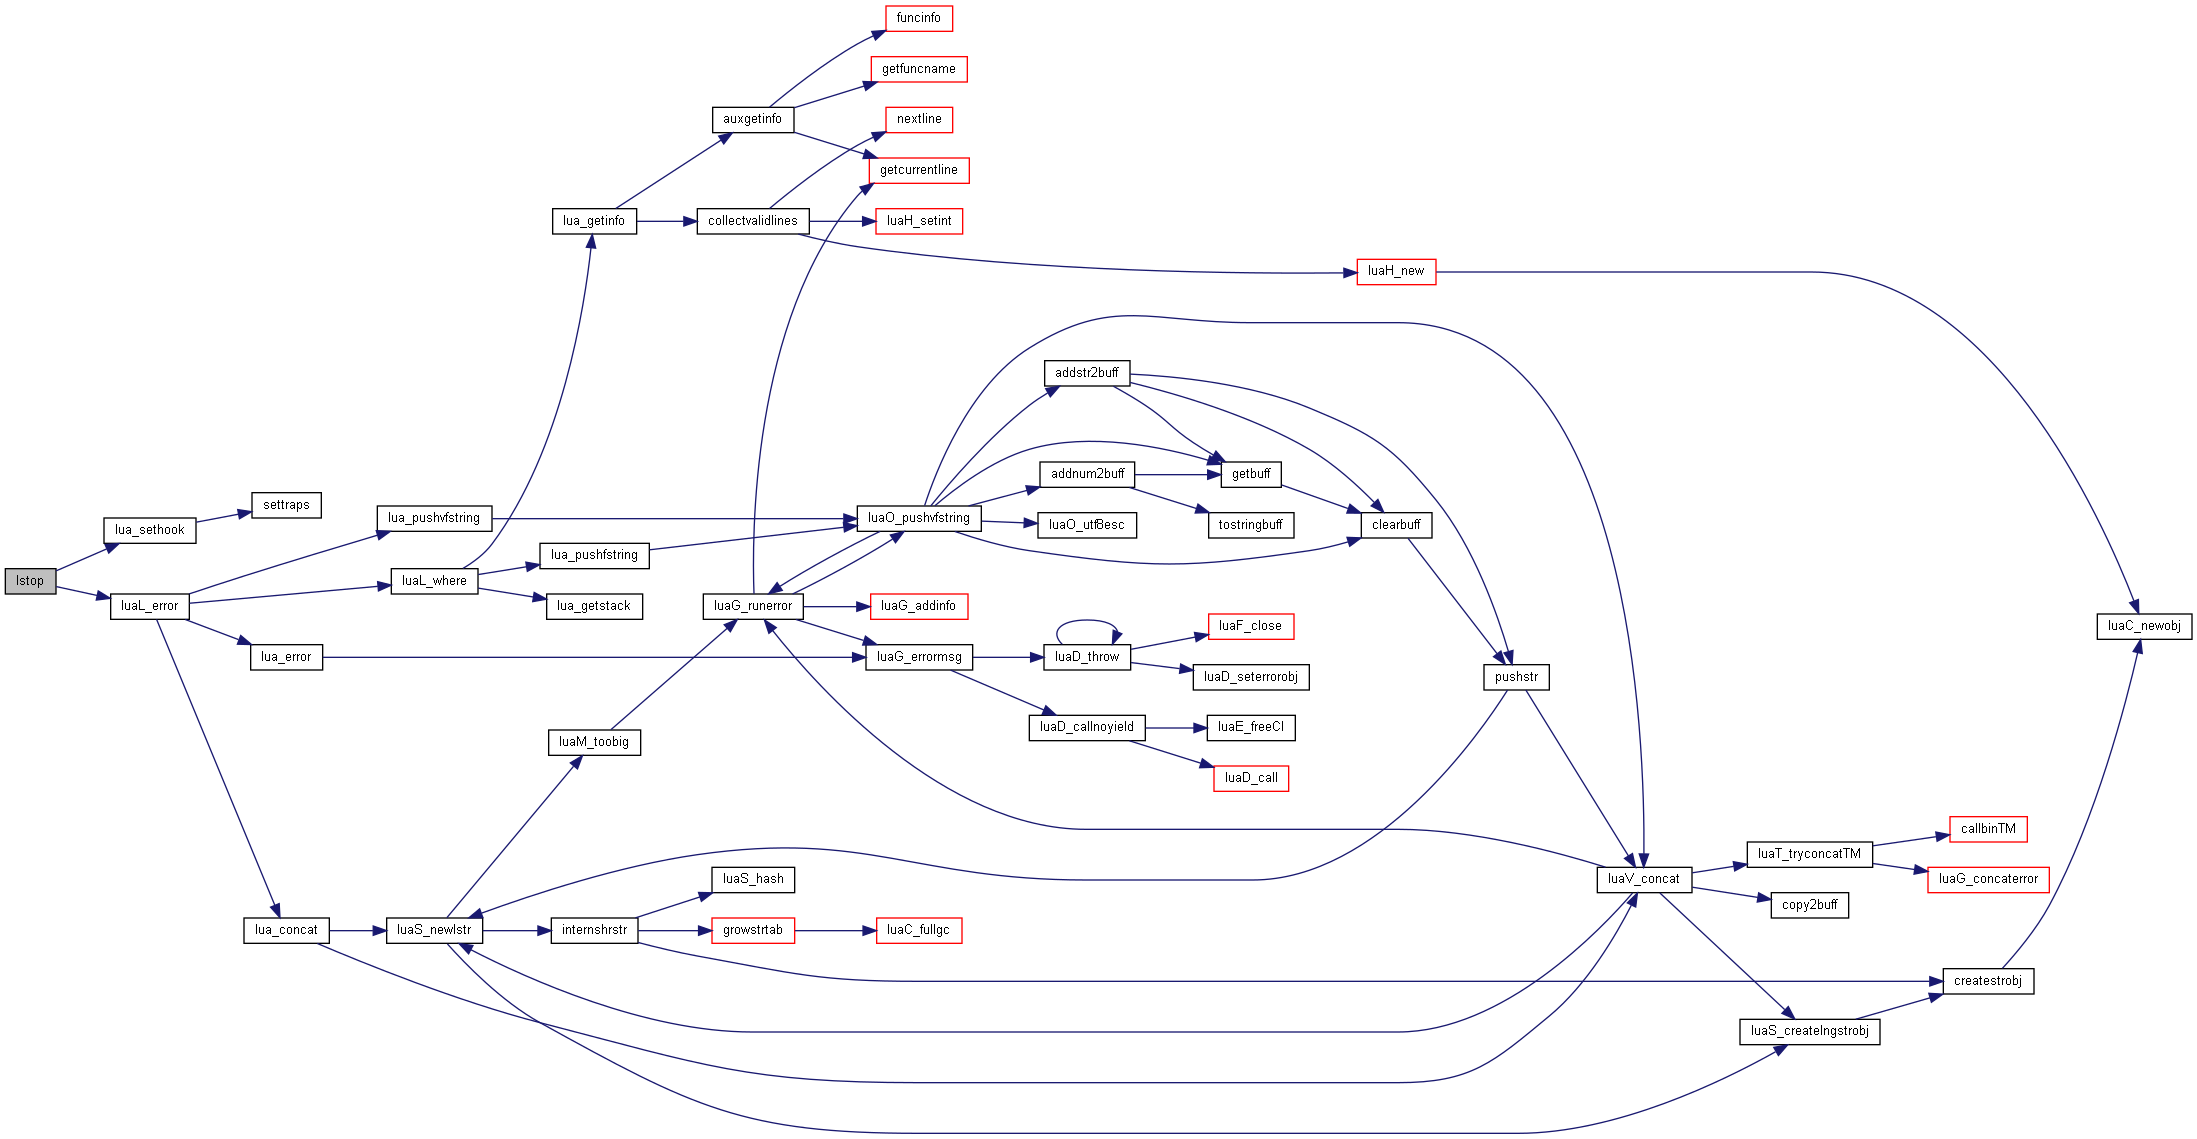 funcinfo
getfuncname
auxgetinfo
nextline
getcurrentline
lua_getinfo
collectvalidlines
luaH_setint
luaH_new
addstr2buff
getbuff
addnum2buff
settraps
lua_pushvfstring
luaO_pushvfstring
luaO_utf8esc
tostringbuff
clearbuff
lua_sethook
lua_pushfstring
lstop
luaL_where
luaL_error
lua_getstack
luaG_runerror
luaG_addinfo
luaF_close
luaC_newobj
lua_error
luaG_errormsg
luaD_throw
luaD_seterrorobj
pushstr
luaD_callnoyield
luaE_freeCI
luaM_toobig
luaD_call
callbinTM
luaT_tryconcatTM
luaS_hash
luaV_concat
luaG_concaterror
copy2buff
lua_concat
luaS_newlstr
internshrstr
growstrtab
luaC_fullgc
createstrobj
luaS_createlngstrobj